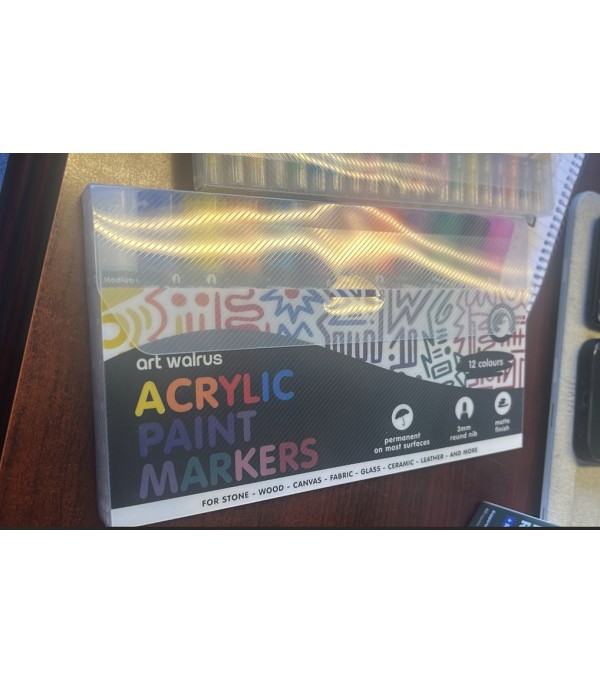 art walrus
12 colours
ACRYLIC
PAINT
MARKERS
permanent
on most surfaces
3mm
round nib
matte
finish
FOR STONE - WOOD - CANVAS - FABRIC - GLASS - CERAMIC - LEATHER - AND MORE